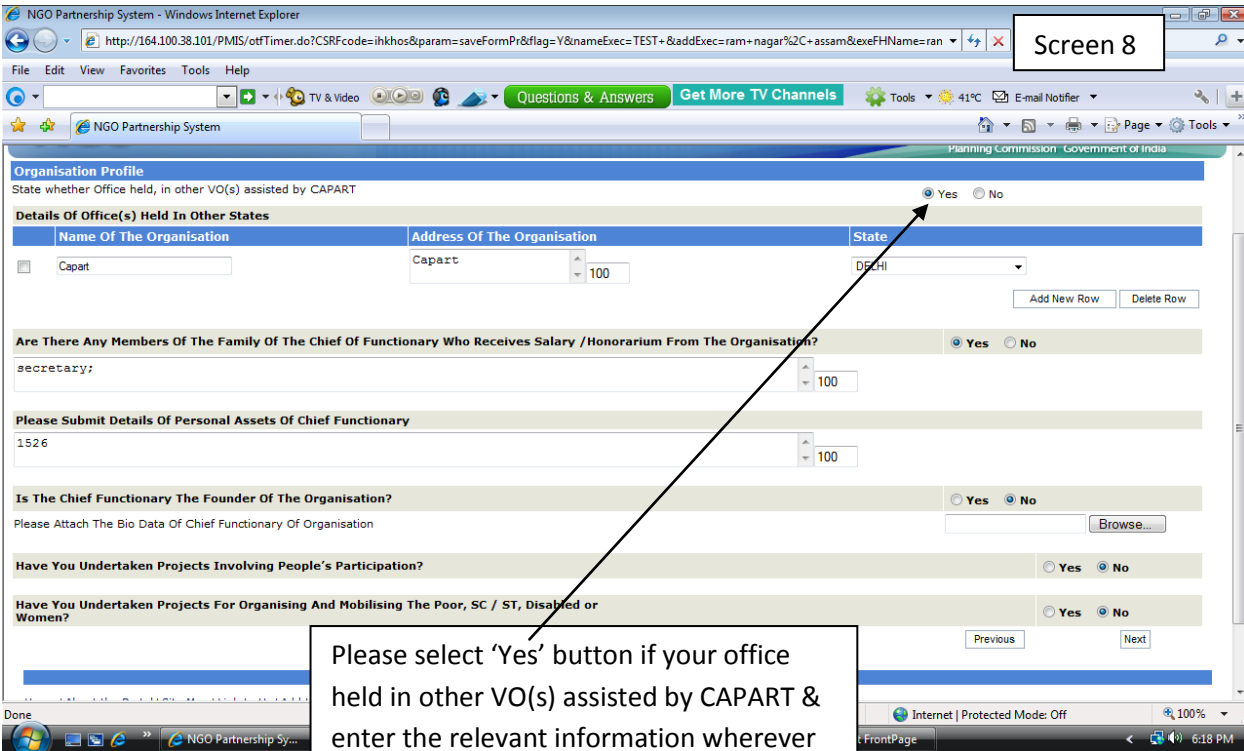 NGO Partnership System - Windows Internet Explorer
http://164.100.38.101/PMIS/otfTimer.do?CSRFcode=ihkhos&param=saveFormPr&flag=Y&nameExec=TEST+&addExec=ram+nagar%2C+assam&exeFHName=ran
Screen 8
File Edit View Favorites Tools Help
TV & Video Questions & Answers Get More TV Channels Tools 41°C E-mail Notifier
NGO Partnership System Page Tools
Planning Commission Government of India
Organisation Profile
State whether Office held, in other VO(s) assisted by CAPART Yes No
Details Of Office(s) Held In Other States
Name Of The Organisation Address Of The Organisation State
Capart Capart 100 DELHI
Add New Row Delete Row
Are There Any Members Of The Family Of The Chief Of Functionary Who Receives Salary /Honorarium From The Organisation? Yes No
secretary; 100
Please Submit Details Of Personal Assets Of Chief Functionary
1526 100
Is The Chief Functionary The Founder Of The Organisation? Yes No
Please Attach The Bio Data Of Chief Functionary Of Organisation Browse...
Have You Undertaken Projects Involving People's Participation? Yes No
Have You Undertaken Projects For Organising And Mobilising The Poor, SC / ST, Disabled or
Women? Yes No
Previous Next
Please select ‘Yes’ button if your office
held in other VO(s) assisted by CAPART &
enter the relevant information wherever
Done Internet | Protected Mode: Off 100%
NGO Partnership Sy... FrontPage 6:18 PM